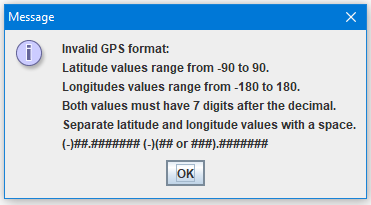 Message
Invalid GPS format:
Latitude values range from -90 to 90.
Longitudes values range from -180 to 180.
Both values must have 7 digits after the decimal.
Separate latitude and longitude values with a space.
(-)##.####### (-)(## or ###).#######
OK